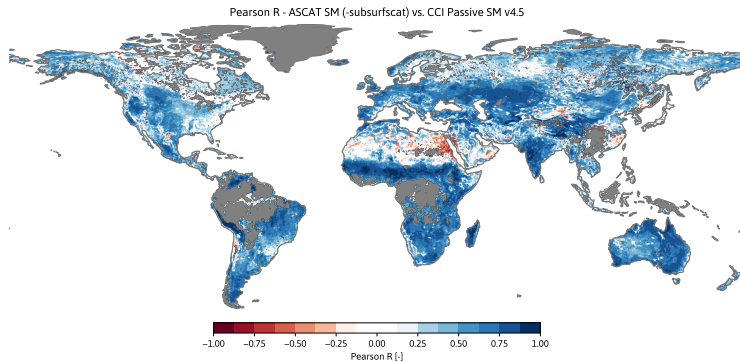 Pearson R - ASCAT SM (-subsurfscat) vs. CCI Passive SM v4.5
−1.00 −0.75 −0.50 −0.25 0.00 0.25 0.50 0.75 1.00
Pearson R [-]